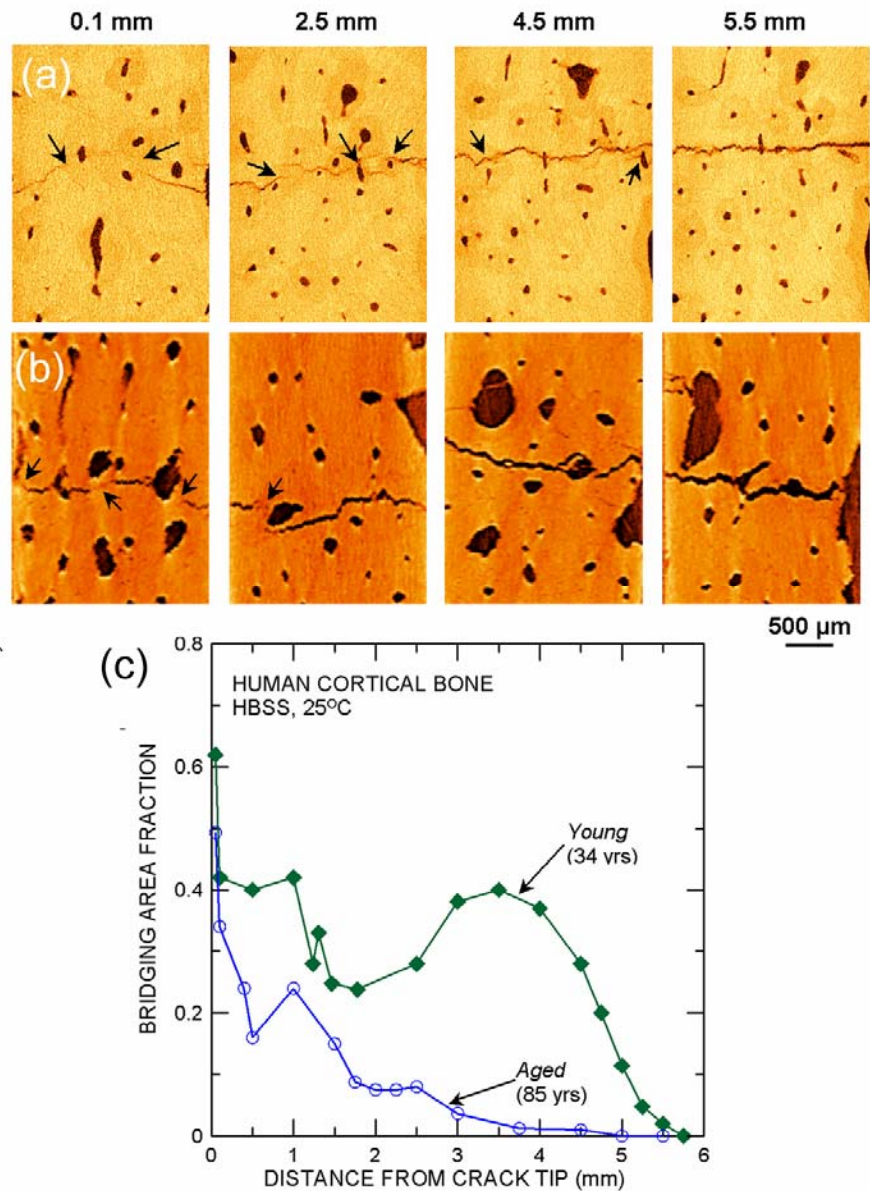 0.1 mm 2.5 mm 4.5 mm 5.5 mm
(a)
(b)
500 µm
(c)
HUMAN CORTICAL BONE
HBSS, 25°C
Young
(34 yrs)
Aged
(85 yrs)
BRIDGING AREA FRACTION
0.8
0.6
0.4
0.2
0
0 1 2 3 4 5 6
DISTANCE FROM CRACK TIP (mm)